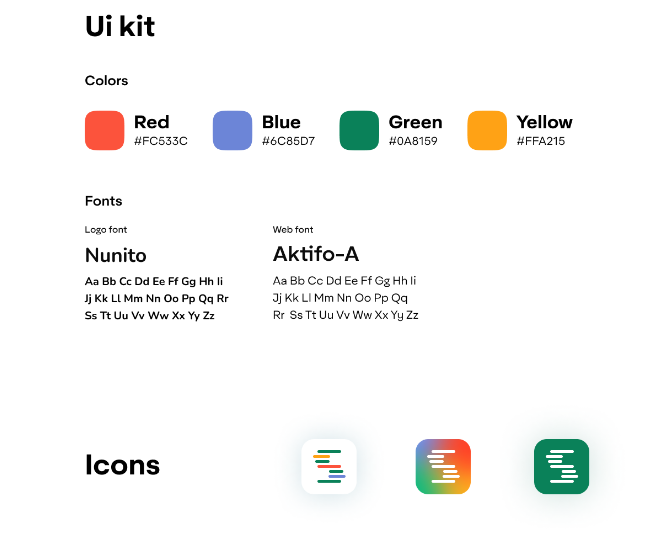 Ui kit
Colors
Red
#FC533C
Blue
#6C85D7
Green
#0A8159
Yellow
#FFA215
Fonts
Logo font
Nunito
Aa Bb Cc Dd Ee Ff Gg Hh Ii
Jj Kk Ll Mm Nn Oo Pp Qq Rr
Ss Tt Uu Vv Ww Xx Yy Zz
Web font
Aktifo-A
Aa Bb Cc Dd Ee Ff Gg Hh Ii
Jj Kk Ll Mm Nn Oo Pp Qq
Rr Ss Tt Uu Vv Ww Xx Yy Zz
Icons